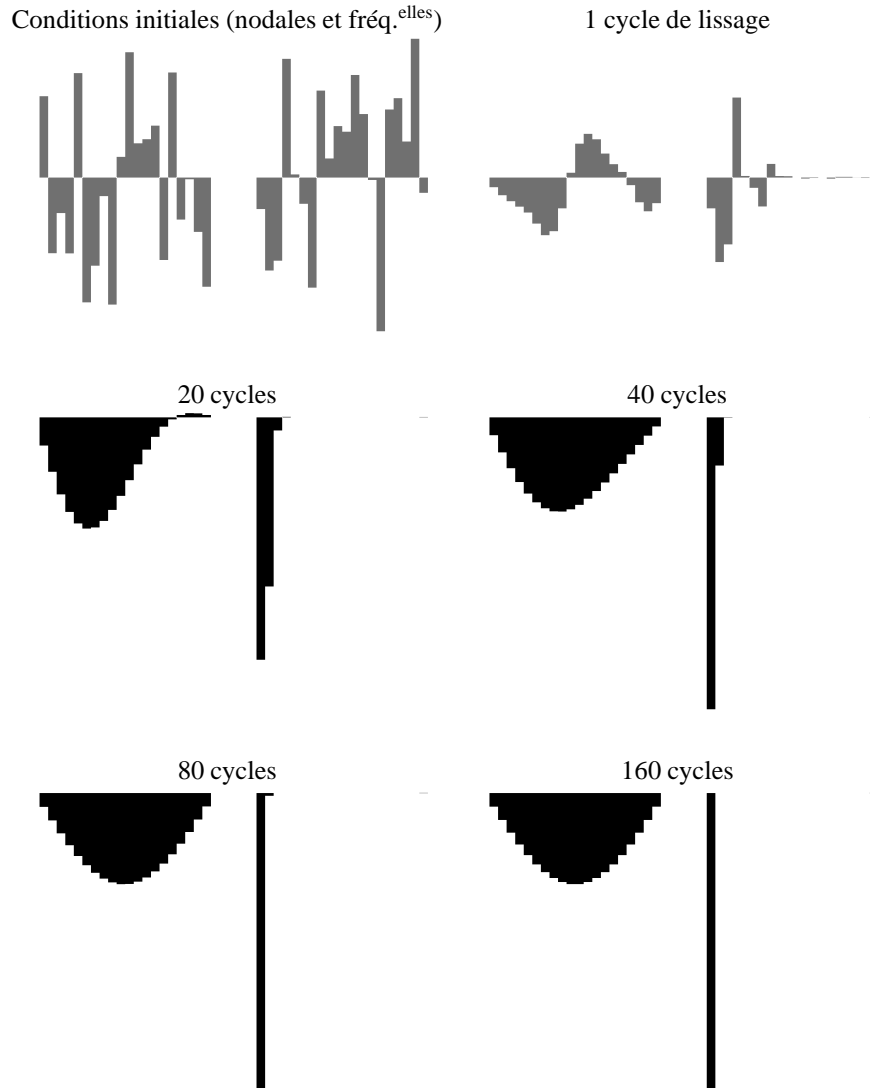 Conditions initiales (nodales et fréq.elles)
1 cycle de lissage
20 cycles
40 cycles
80 cycles
160 cycles